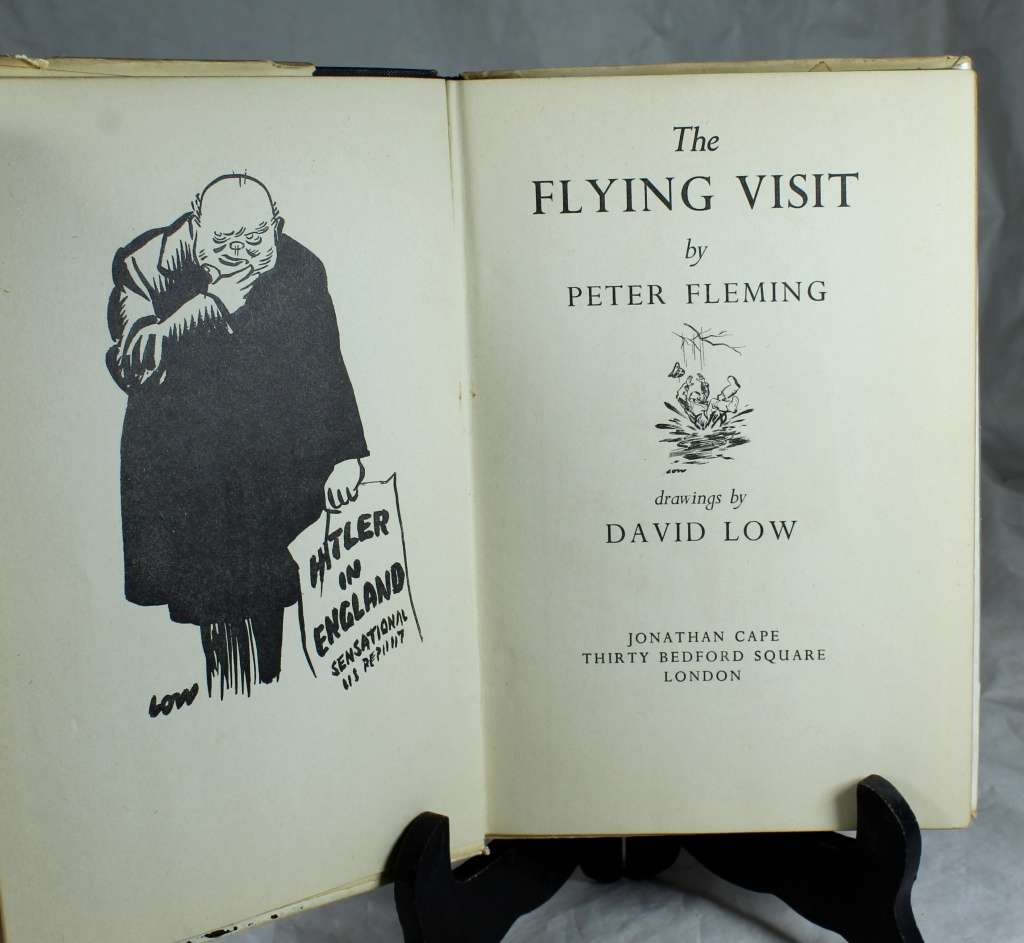 HITLER
IN
ENGLAND
SENSATIONAL
LOW
The
FLYING VISIT
by
PETER FLEMING
LOW
drawings by
DAVID LOW
JONATHAN CAPE
THIRTY BEDFORD SQUARE
LONDON